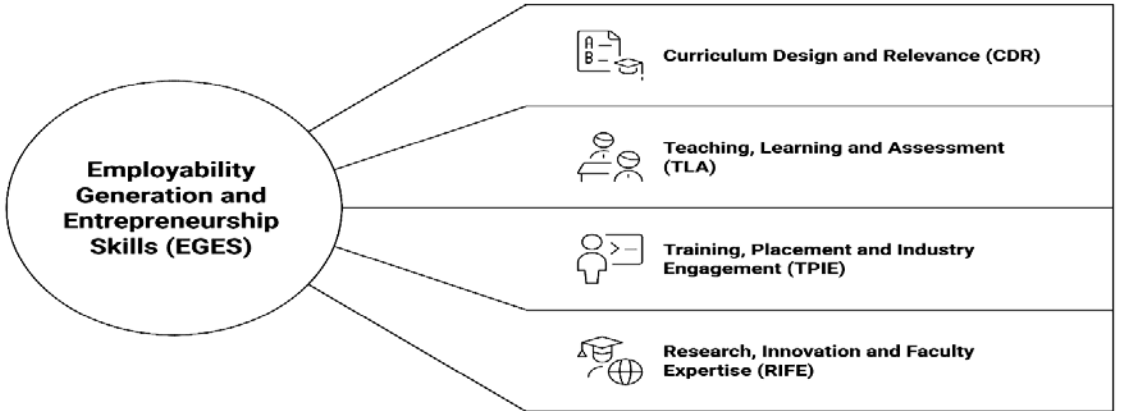 Employability
Generation and
Entrepreneurship
Skills (EGES)
A
B
Curriculum Design and Relevance (CDR)
Teaching, Learning and Assessment
(TLA)
Training, Placement and Industry
Engagement (TPIE)
Research, Innovation and Faculty
Expertise (RIFE)